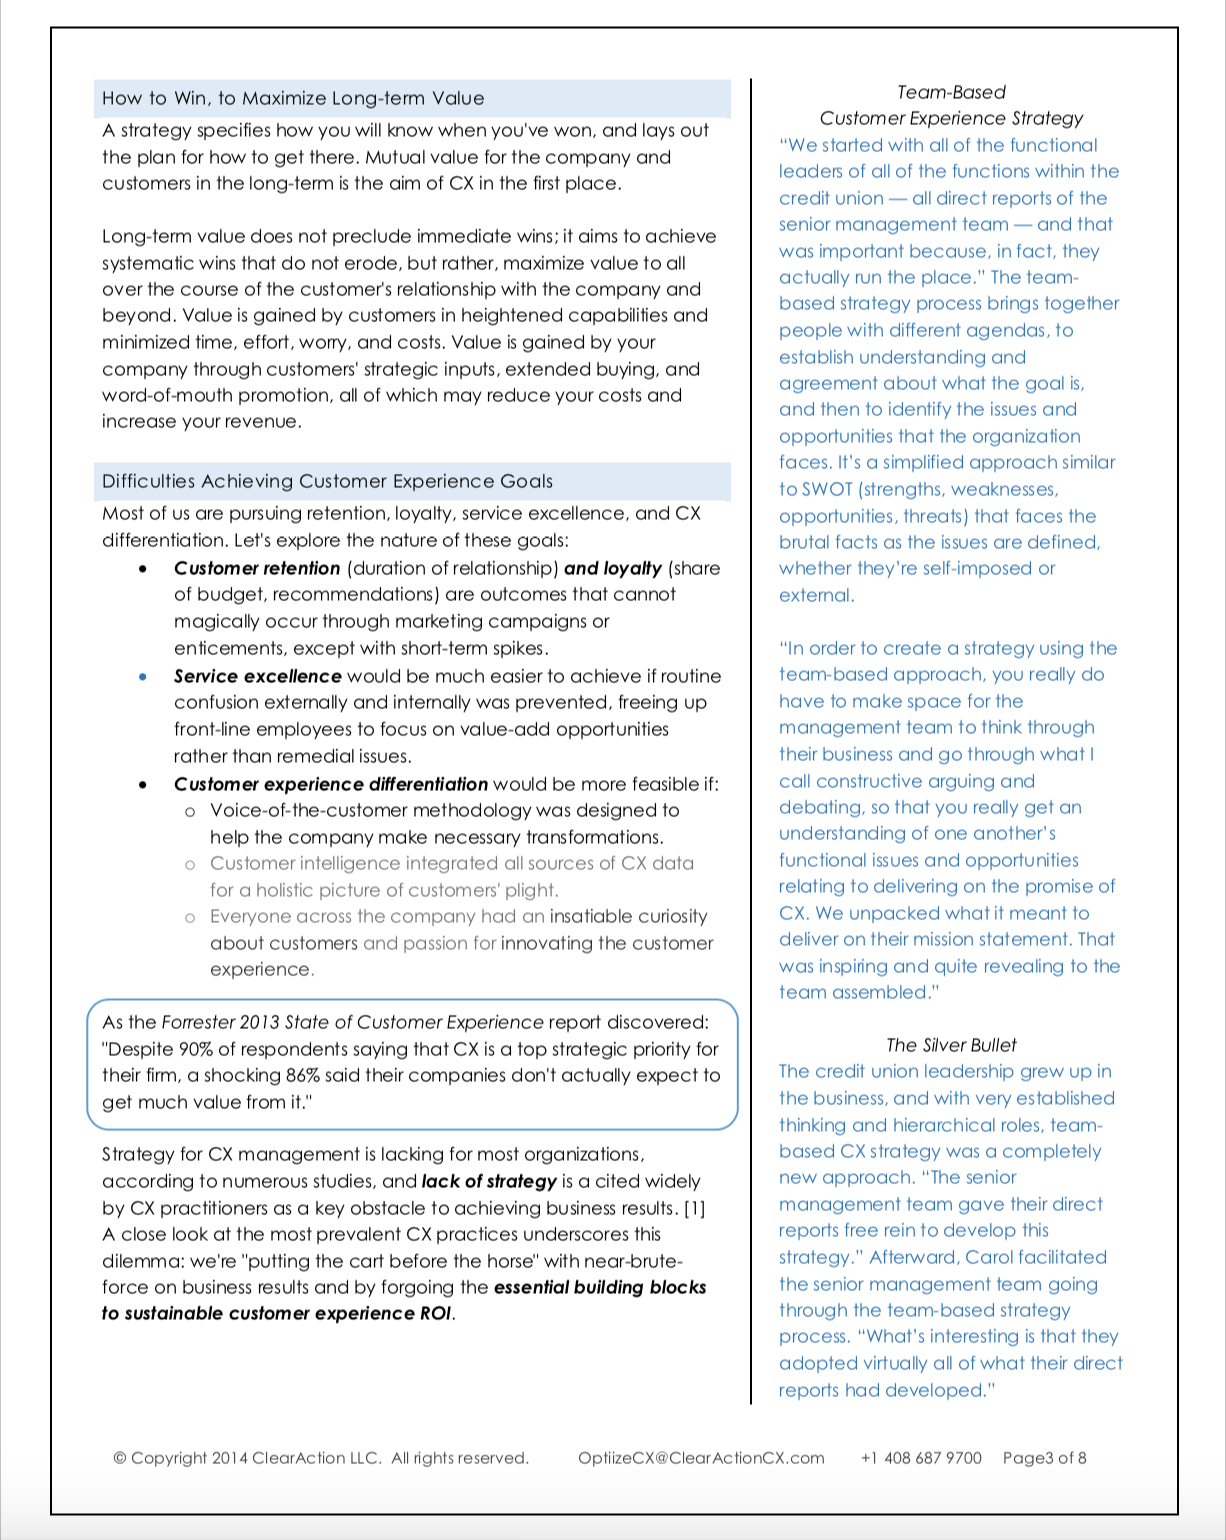 How to Win, to Maximize Long-term Value
A strategy specifies how you will know when you've won, and lays out
the plan for how to get there. Mutual value for the company and
customers in the long-term is the aim of CX in the first place.
Long-term value does not preclude immediate wins; it aims to achieve
systematic wins that do not erode, but rather, maximize value to all
over the course of the customer's relationship with the company and
beyond. Value is gained by customers in heightened capabilities and
minimized time, effort, worry, and costs. Value is gained by your
company through customers' strategic inputs, extended buying, and
word-of-mouth promotion, all of which may reduce your costs and
increase your revenue.
Difficulties Achieving Customer Experience Goals
Most of us are pursuing retention, loyalty, service excellence, and CX
differentiation. Let's explore the nature of these goals:
• Customer retention (duration of relationship) and loyalty (share
of budget, recommendations) are outcomes that cannot
magically occur through marketing campaigns or
enticements, except with short-term spikes.
• Service excellence would be much easier to achieve if routine
confusion externally and internally was prevented, freeing up
front-line employees to focus on value-add opportunities
rather than remedial issues.
• Customer experience differentiation would be more feasible if:
o Voice-of-the-customer methodology was designed to
help the company make necessary transformations.
o Customer intelligence integrated all sources of CX data
for a holistic picture of customers' plight.
o Everyone across the company had an insatiable curiosity
about customers and passion for innovating the customer
experience.
As the Forrester 2013 State of Customer Experience report discovered:
"Despite 90% of respondents saying that CX is a top strategic priority for
their firm, a shocking 86% said their companies don't actually expect to
get much value from it."
Strategy for CX management is lacking for most organizations,
according to numerous studies, and lack of strategy is a cited widely
by CX practitioners as a key obstacle to achieving business results. [1]
A close look at the most prevalent CX practices underscores this
dilemma: we're "putting the cart before the horse" with near-brute-
force on business results and by forgoing the essential building blocks
to sustainable customer experience ROI.
Team-Based
Customer Experience Strategy
“We started with all of the functional
leaders of all of the functions within the
credit union — all direct reports of the
senior management team — and that
was important because, in fact, they
actually run the place.” The team-
based strategy process brings together
people with different agendas, to
establish understanding and
agreement about what the goal is,
and then to identify the issues and
opportunities that the organization
faces. It’s a simplified approach similar
to SWOT (strengths, weaknesses,
opportunities, threats) that faces the
brutal facts as the issues are defined,
whether they’re self-imposed or
external.
“In order to create a strategy using the
team-based approach, you really do
have to make space for the
management team to think through
their business and go through what I
call constructive arguing and
debating, so that you really get an
understanding of one another’s
functional issues and opportunities
relating to delivering on the promise of
CX. We unpacked what it meant to
deliver on their mission statement. That
was inspiring and quite revealing to the
team assembled.”
The Silver Bullet
The credit union leadership grew up in
the business, and with very established
thinking and hierarchical roles, team-
based CX strategy was a completely
new approach. “The senior
management team gave their direct
reports free rein to develop this
strategy.” Afterward, Carol facilitated
the senior management team going
through the team-based strategy
process. “What’s interesting is that they
adopted virtually all of what their direct
reports had developed.”
© Copyright 2014 ClearAction LLC. All rights reserved. OptiizeCX@ClearActionCX.com +1 408 687 9700 Page3 of 8